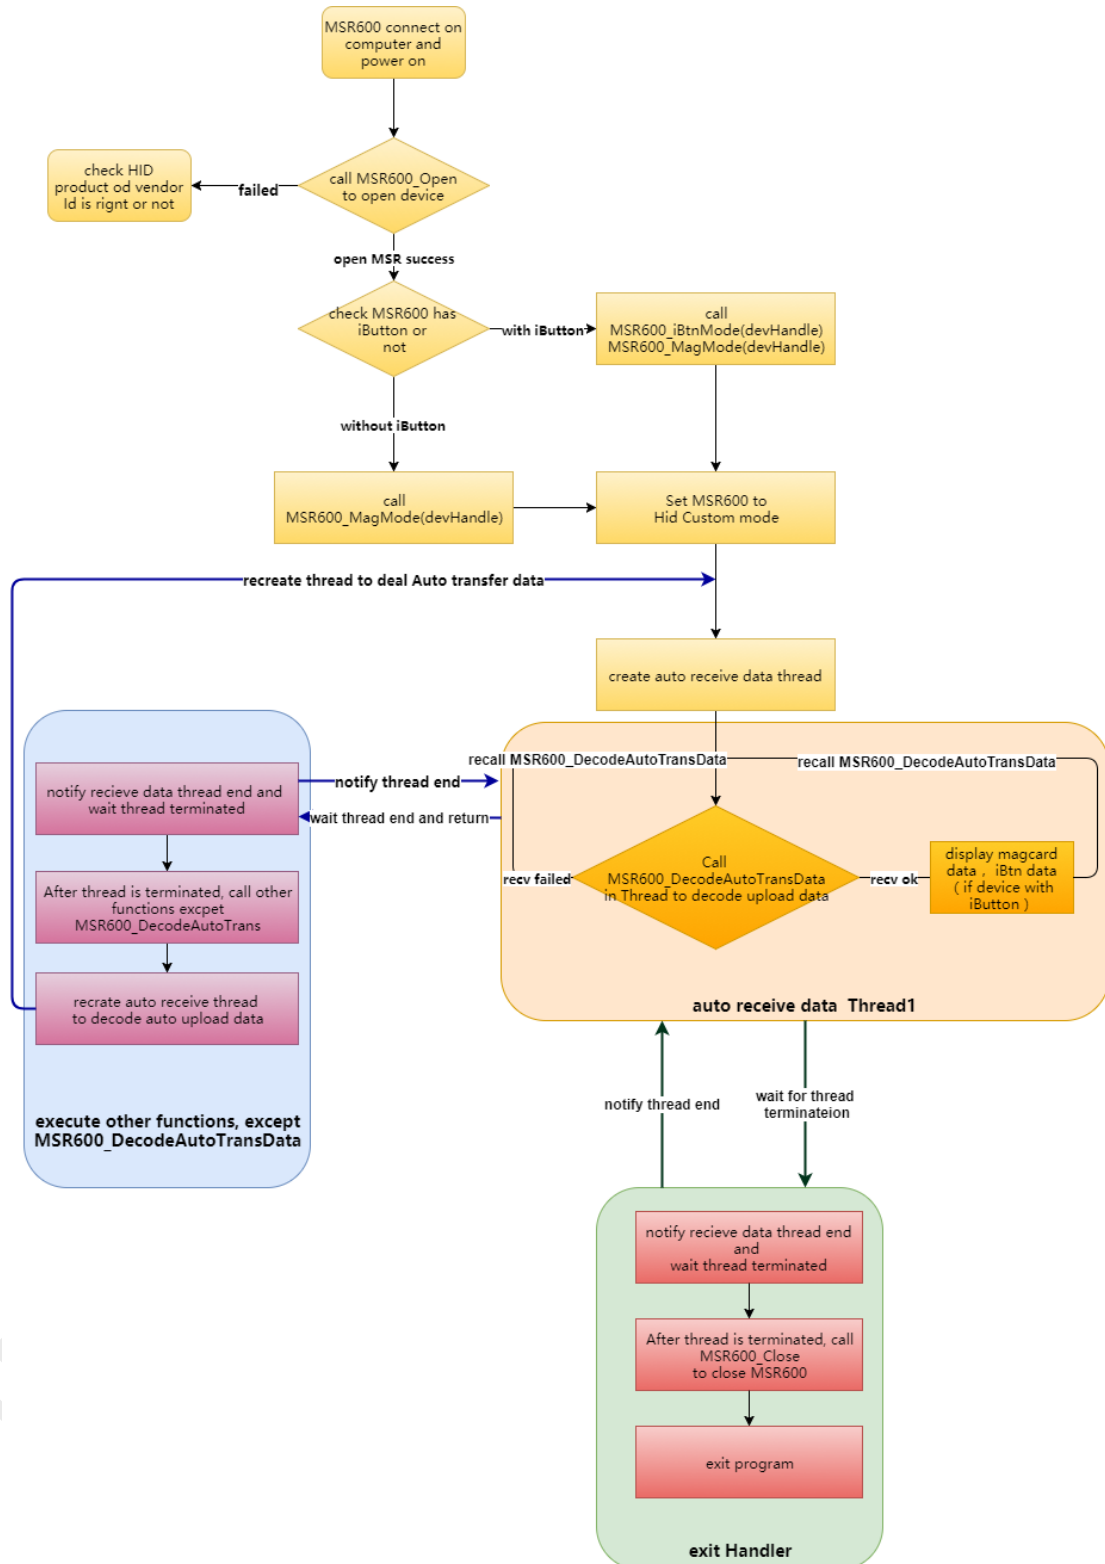 MSR600 connect on
computer and
power on
check HID
product od vendor
Id is rignt or not
failed
call MSR600_Open
to open device
open MSR success
check MSR600 has
iButton or
not
with iButton
call
MSR600_iBtnMode(devHandle)
MSR600_MagMode(devHandle)
without iButton
call
MSR600_MagMode(devHandle)
Set MSR600 to
Hid Custom mode
recreate thread to deal Auto transfer data
create auto receive data thread
recall MSR600_DecodeAutoTransData
recall MSR600_DecodeAutoTransData
notify recieve data thread end and
wait thread terminated
notify thread end
wait thread end and return
After thread is terminated, call other
functions excpet
MSR600_DecodeAutoTrans
recrate auto receive thread
to decode auto upload data
execute other functions, except
MSR600_DecodeAutoTransData
recv failed
Call
MSR600_DecodeAutoTransData
in Thread to decode upload data
recv ok
display magcard
data , iBtn data
( if device with
iButton )
auto receive data Thread1
notify thread end
wait for thread
terminateion
notify recieve data thread end
and
wait thread terminated
After thread is terminated, call
MSR600_Close
to close MSR600
exit program
exit Handler